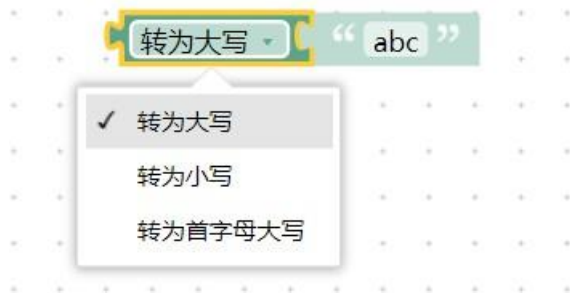 转为大写 “ abc ”
✓ 转为大写
转为小写
转为首字母大写